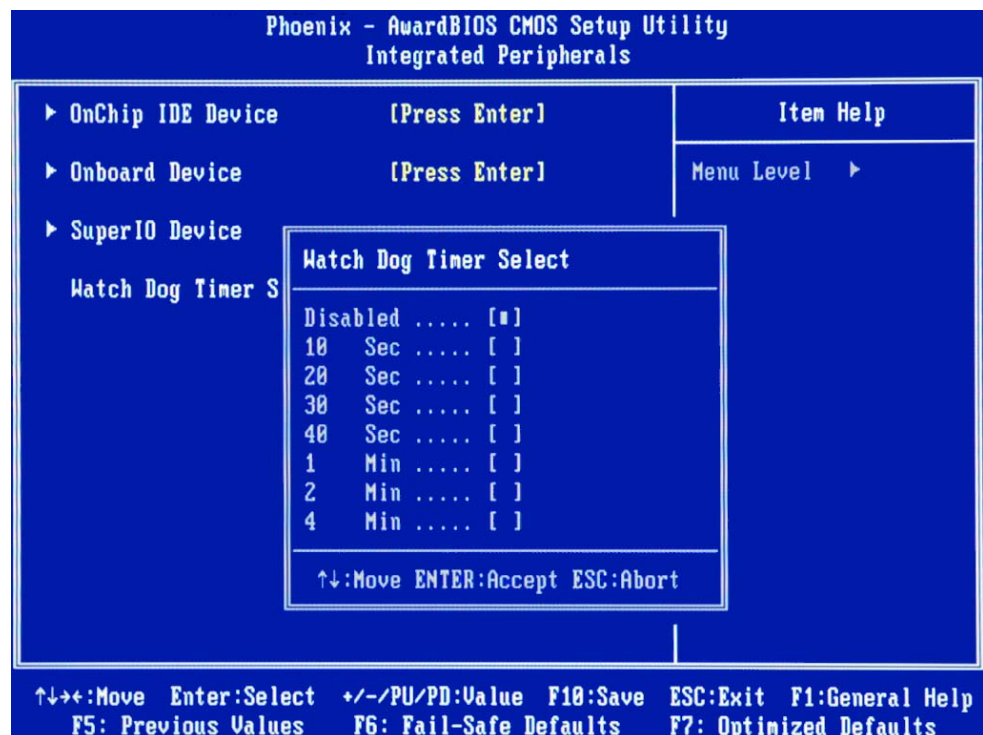 Phoenix - AwardBIOS CMOS Setup Utility
Integrated Peripherals
▶ OnChip IDE Device [Press Enter]
▶ Onboard Device [Press Enter]
▶ SuperIO Device
Watch Dog Timer S
Item Help
Menu Level ▶
Watch Dog Timer Select
Disabled ..... [■]
10 Sec ..... [ ]
20 Sec ..... [ ]
30 Sec ..... [ ]
40 Sec ..... [ ]
1 Min ..... [ ]
2 Min ..... [ ]
4 Min ..... [ ]
↑↓:Move ENTER:Accept ESC:Abort
↑↓→←:Move Enter:Select +/-/PU/PD:Value F10:Save ESC:Exit F1:General Help
F5: Previous Values F6: Fail-Safe Defaults F7: Optimized Defaults